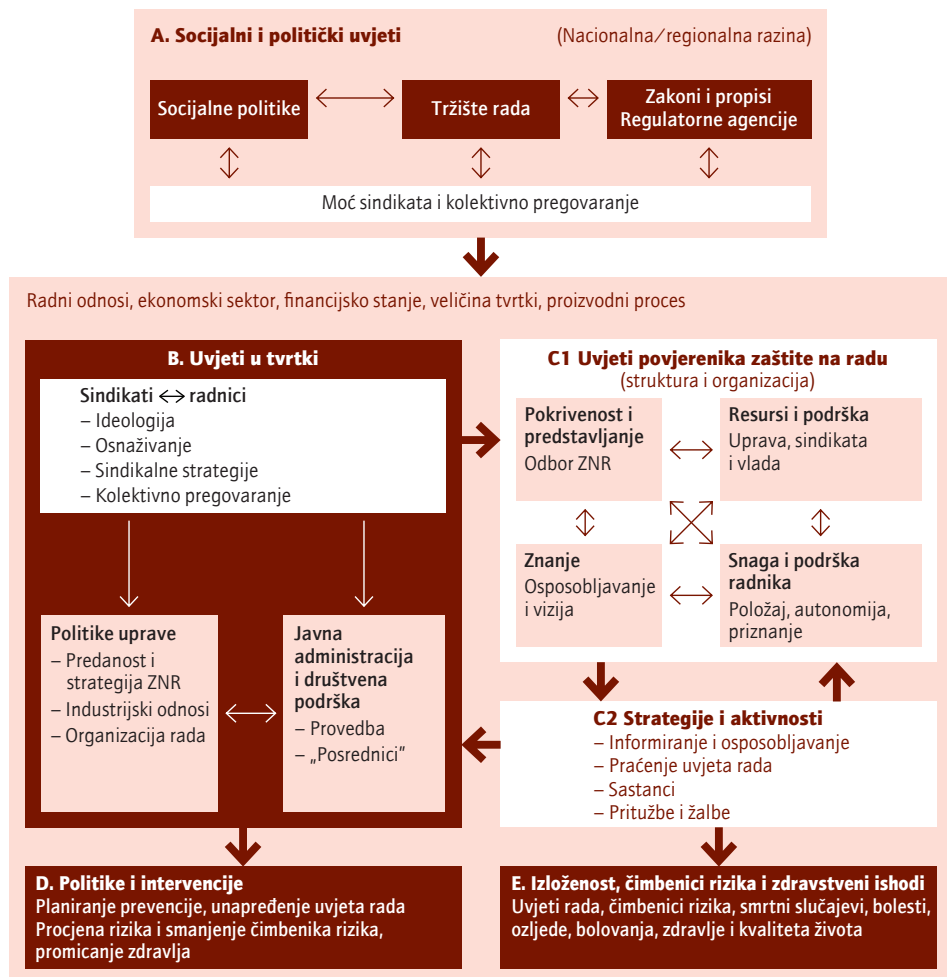 A. Socijalni i politički uvjeti (Nacionalna/regionalna razina)
Socijalne politike
Tržište rada
Zakoni i propisi
Regulatorne agencije
Moć sindikata i kolektivno pregovaranje
Radni odnosi, ekonomski sektor, financijsko stanje, veličina tvrtki, proizvodni proces
B. Uvjeti u tvrtki
Sindikati ↔ radnici
– Ideologija
– Osnaživanje
– Sindikalne strategije
– Kolektivno pregovaranje
Politike uprave
– Predanost i
strategija ZNR
– Industrijski odnosi
– Organizacija rada
Javna
administracija
i društvena
podrška
– Provedba
– „Posrednici“
C1 Uvjeti povjerenika zaštite na radu
(struktura i organizacija)
Pokrivenost i
predstavljanje
Odbor ZNR
Resursi i podrška
Uprava, sindikata
i vlada
Znanje
Osposobljavanje
i vizija
Snaga i podrška
radnika
Položaj, autonomija,
priznanje
C2 Strategije i aktivnosti
– Informiranje i osposobljavanje
– Praćenje uvjeta rada
– Sastanci
– Pritužbe i žalbe
D. Politike i intervencije
Planiranje prevencije, unapređenje uvjeta rada
Procjena rizika i smanjenje čimbenika rizika,
promicanje zdravlja
E. Izloženost, čimbenici rizika i zdravstveni ishodi
Uvjeti rada, čimbenici rizika, smrtni slučajevi, bolesti,
ozljede, bolovanja, zdravlje i kvaliteta života